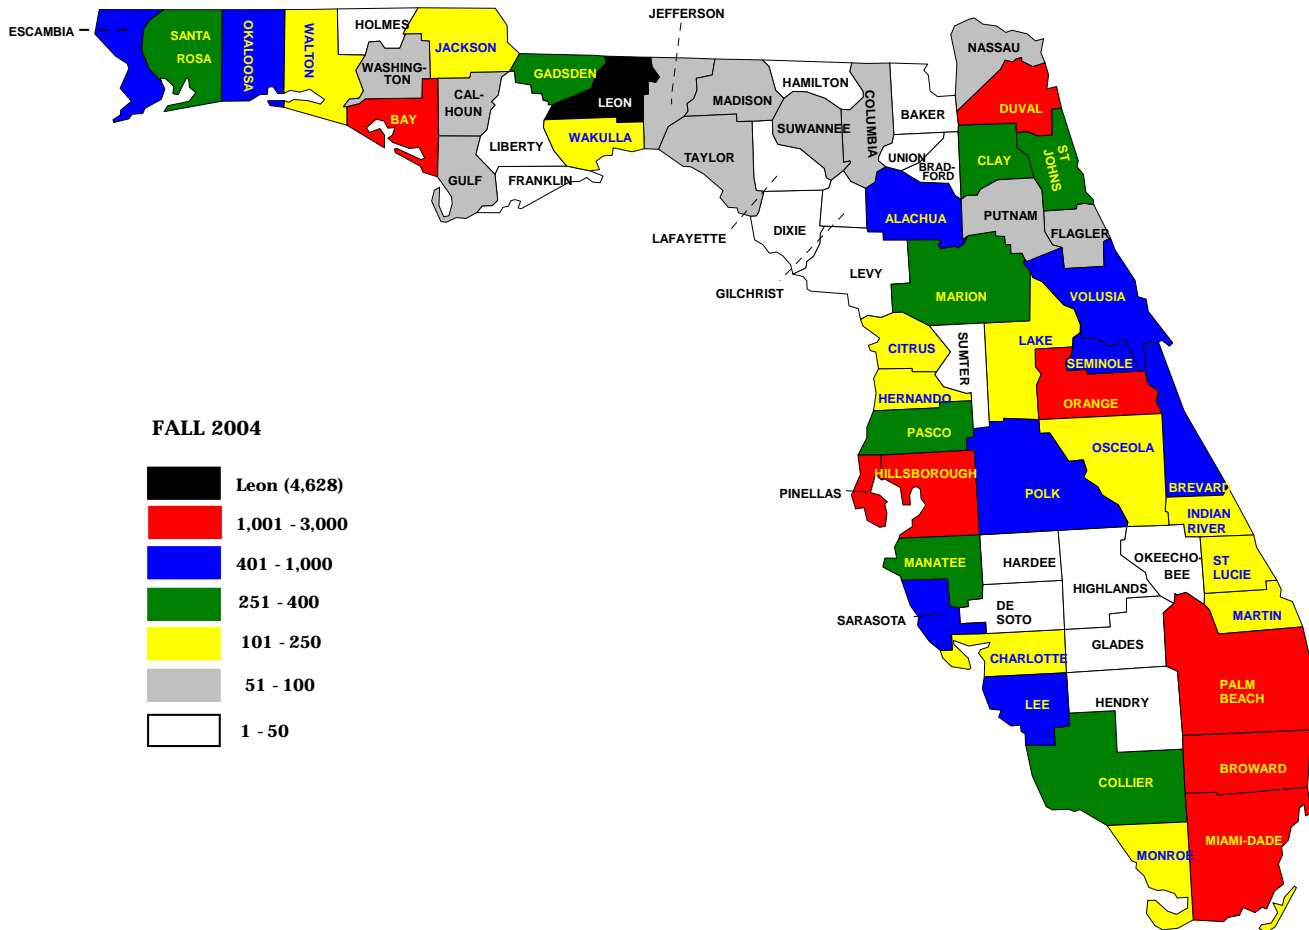 JEFFERSON
ESCAMBIA
SANTA
ROSA
OKALOOSA
WALTON
HOLMES
JACKSON
WASHING-
TON
BAY
CAL-
HOUN
GULF
LIBERTY
FRANKLIN
GADSDEN
LEON
WAKULLA
MADISON
TAYLOR
HAMILTON
SUWANNEE
COLUMBIA
LAFAYETTE
DIXIE
GILCHRIST
BAKER
UNION
BRAD-
FORD
NASSAU
DUVAL
CLAY
ST
JOHNS
ALACHUA
PUTNAM
FLAGLER
LEVY
MARION
VOLUSIA
CITRUS
SUMTER
LAKE
SEMINOLE
HERNANDO
ORANGE
PASCO
OSCEOLA
HILLSBOROUGH
PINELLAS
POLK
BREVARD
INDIAN
RIVER
MANATEE
HARDEE
HIGHLANDS
OKEECHO-
BEE
ST
LUCIE
SARASOTA
DE
SOTO
MARTIN
CHARLOTTE
GLADES
LEE
HENDRY
PALM
BEACH
COLLIER
BROWARD
MONROE
MIAMI-DADE
FALL 2004
Leon (4,628)
1,001 - 3,000
401 - 1,000
251 - 400
101 - 250
51 - 100
1 - 50